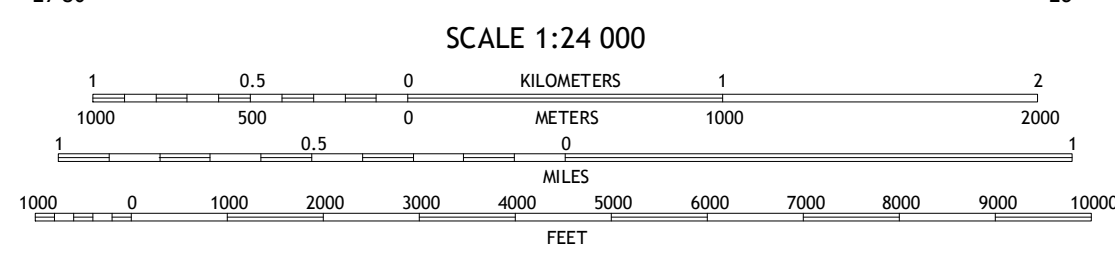 SCALE 1:24 000
1 0.5 0 KILOMETERS 1 2
1000 500 0 METERS 1000 2000
1 0.5 0 1
MILES
1000 0 1000 2000 3000 4000 5000 6000 7000 8000 9000 10000
FEET